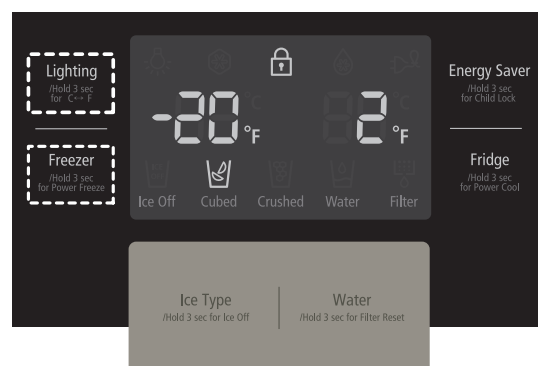 Lighting
/Hold 3 sec
for C↔F
Energy Saver
/Hold 3 sec
for Child Lock
°C
°C
-20 °F
2 °F
Freezer
/Hold 3 sec
for Power Freeze
Fridge
/Hold 3 sec
for Power Cool
Ice Off
Cubed
Crushed
Water
Filter
Ice Type
/Hold 3 sec for Ice Off
Water
/Hold 3 sec for Filter Reset